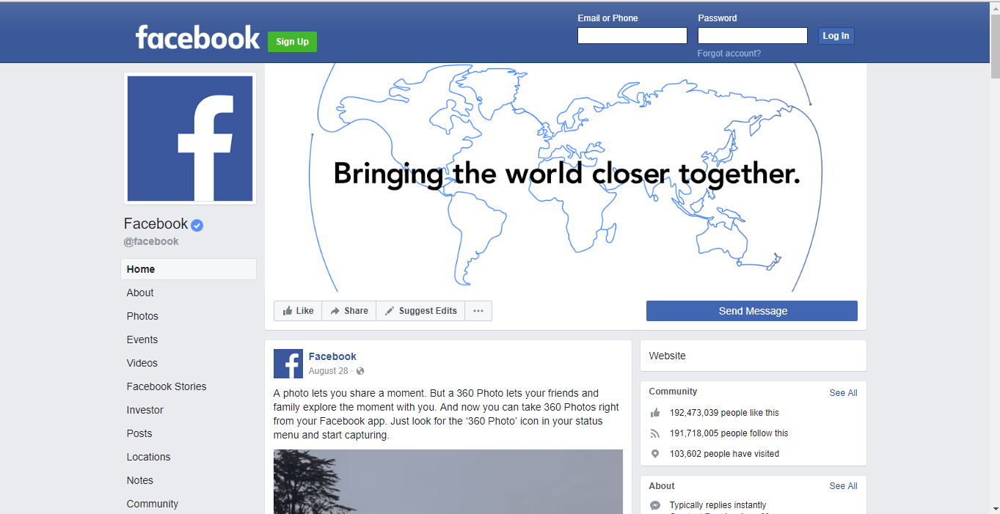 Email or Phone
Password
facebook
Sign Up
Log In
Forgot account?
Bringing the world closer together.
Facebook
@facebook
Home
About
Photos
Events
Videos
Facebook Stories
Investor
Posts
Locations
Notes
Community
Like
Share
Suggest Edits
Send Message
Facebook
August 28 ·
A photo lets you share a moment. But a 360 Photo lets your friends and
family explore the moment with you. And now you can take 360 Photos right
from your Facebook app. Just look for the ‘360 Photo’ icon in your status
menu and start capturing.
Website
Community
See All
192,473,039 people like this
191,718,005 people follow this
103,602 people have visited
About
See All
Typically replies instantly